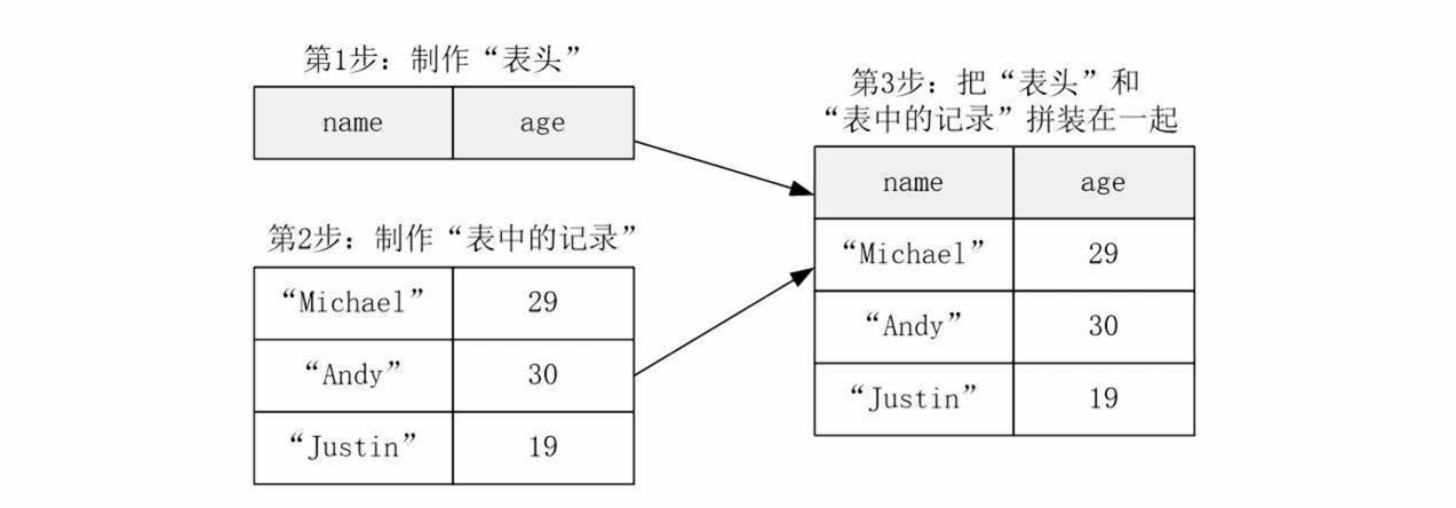 第1步：制作“表头”
name age
第2步：制作“表中的记录”
“Michael” 29
“Andy” 30
“Justin” 19
第3步：把“表头”和
“表中的记录”拼装在一起
name age
“Michael” 29
“Andy” 30
“Justin” 19